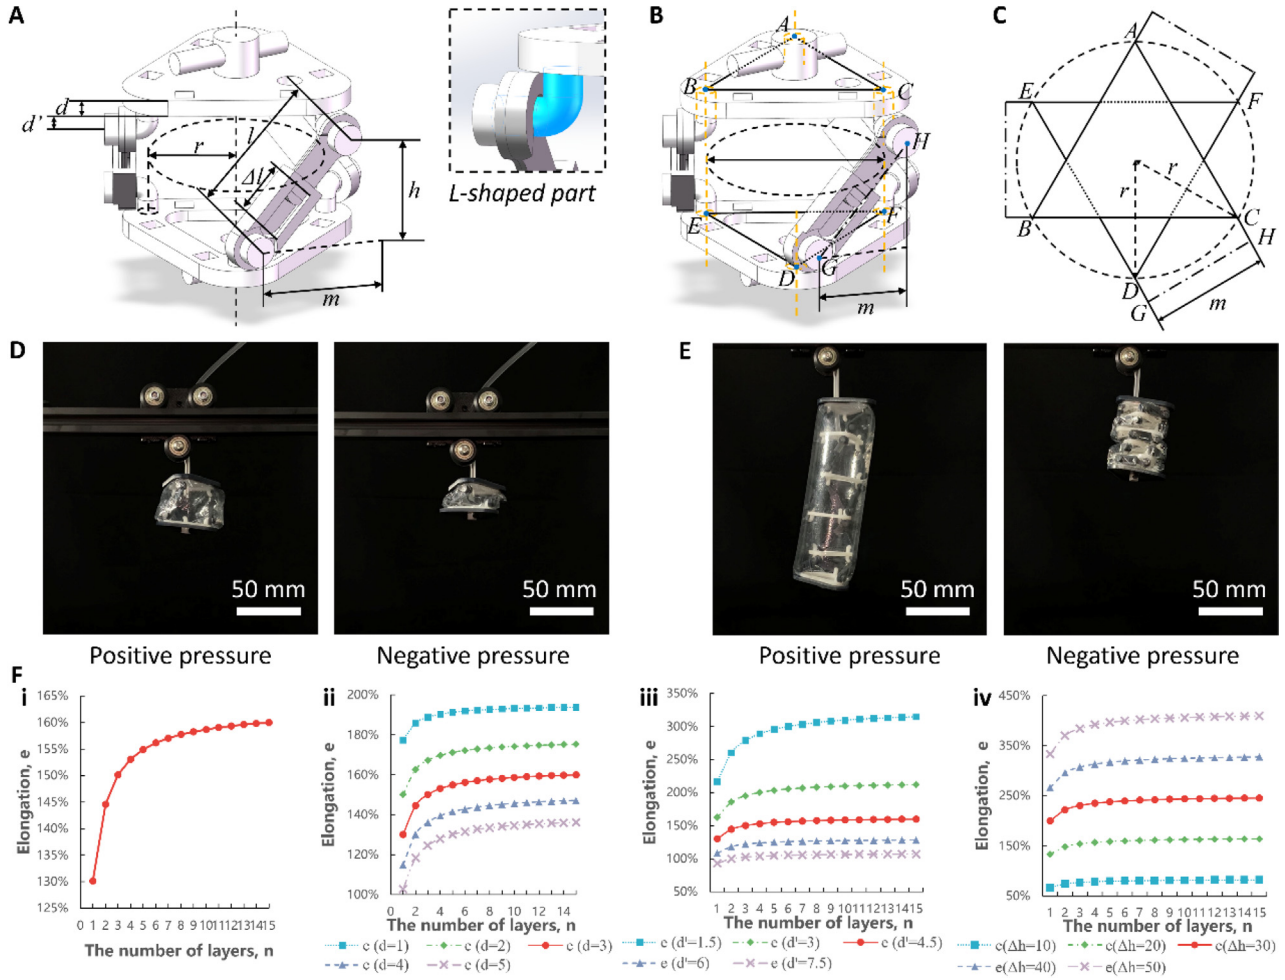 A
d
d'
r
l
Δl
h
m
L-shaped part
B
A
B
C
H
E
F
D
G
m
C
A
E
F
r
r
B
C
H
D
G
m
D
50 mm
50 mm
Positive pressure
Negative pressure
E
50 mm
50 mm
Positive pressure
Negative pressure
F
i
165%
160%
155%
150%
145%
140%
135%
130%
125%
Elongation, e
0 1 2 3 4 5 6 7 8 9 10 11 12 13 14 15
The number of layers, n
ii
200%
180%
160%
140%
120%
100%
Elongation, e
0 2 4 6 8 10 12 14
The number of layers, n
e (d=1) e (d=2) e (d=3)
e (d=4) e (d=5)
iii
350%
300%
250%
200%
150%
100%
50%
Elongation, e
1 2 3 4 5 6 7 8 9 10 11 12 13 14 15
The number of layers, n
e (d'=1.5) e (d'=3) e (d'=4.5)
e (d'=6) e (d'=7.5)
iv
450%
350%
250%
150%
50%
Elongation, e
1 2 3 4 5 6 7 8 9 10 11 12 13 14 15
The number of layers, n
e(Δh=10) e(Δh=20) e(Δh=30)
e(Δh=40) e(Δh=50)